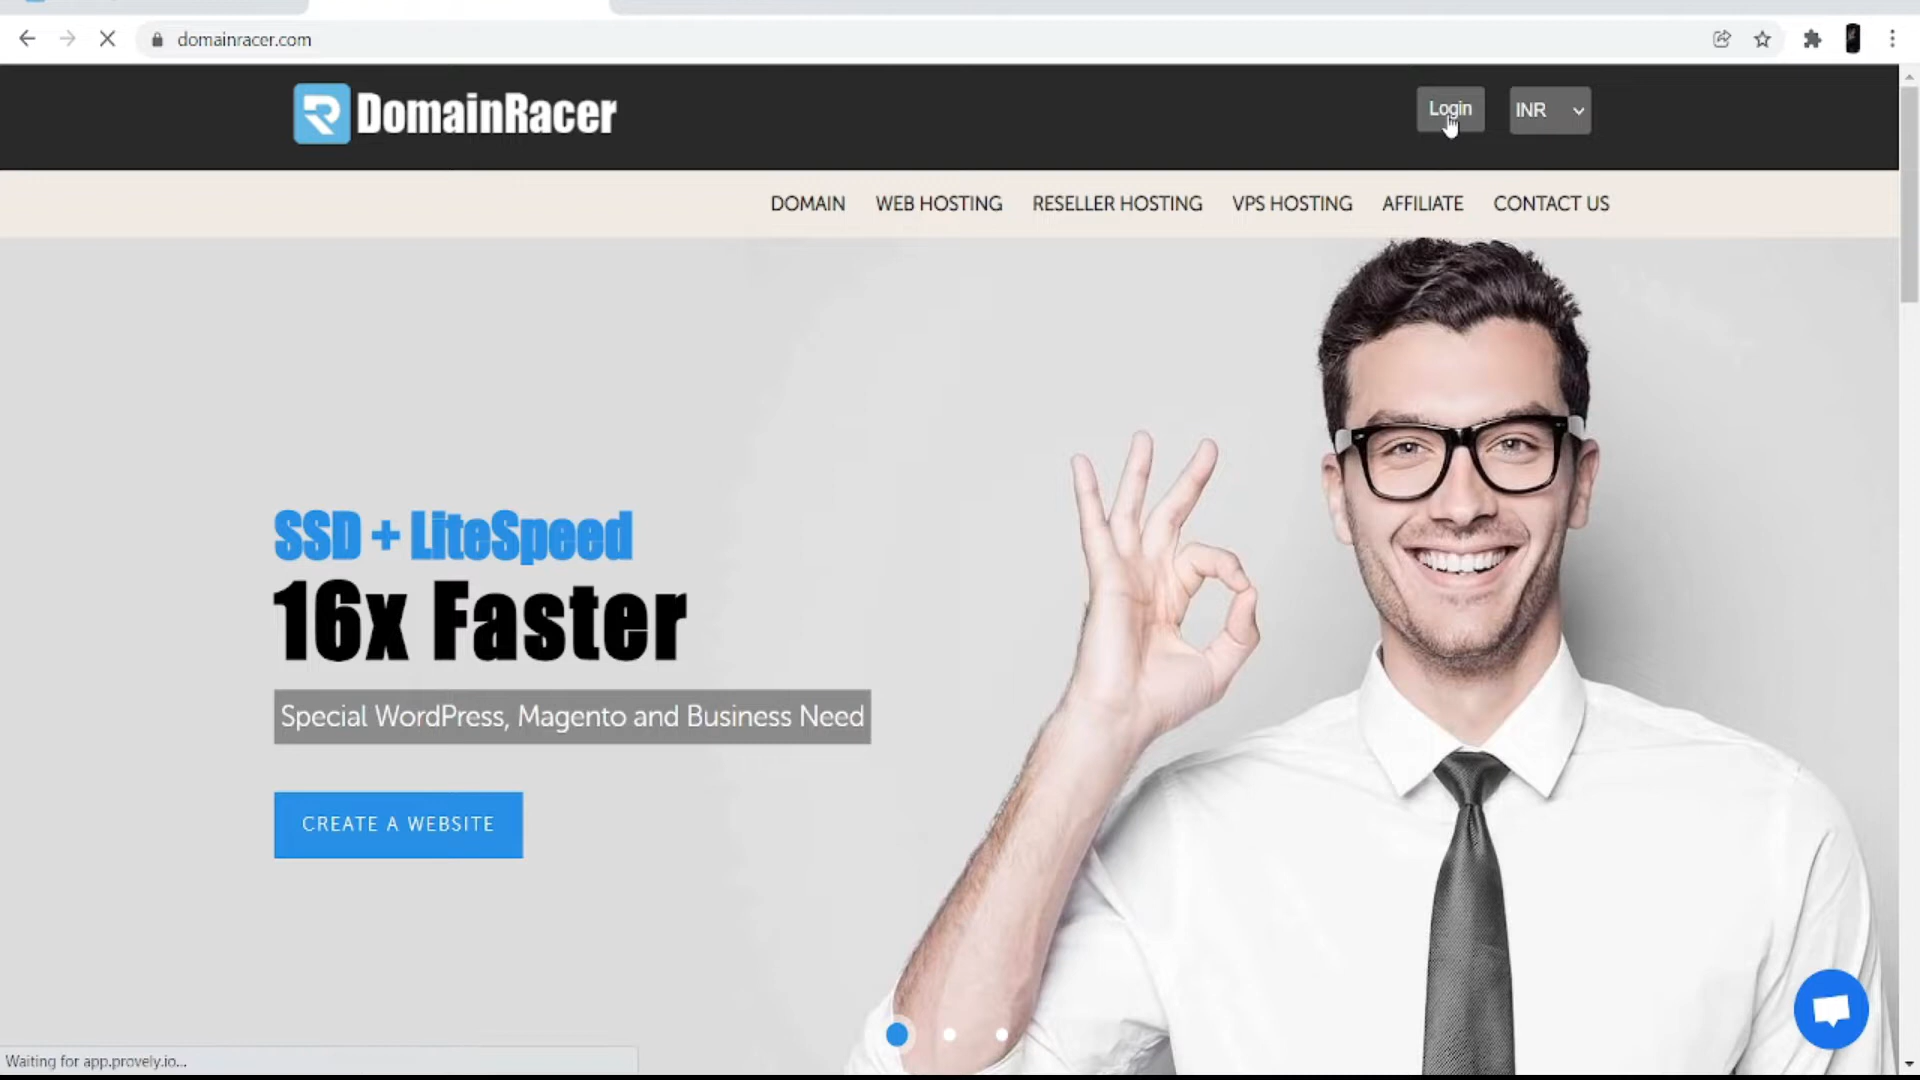 domainracer.com
DomainRacer
Login
INR
DOMAIN
WEB HOSTING
RESELLER HOSTING
VPS HOSTING
AFFILIATE
CONTACT US
SSD + LiteSpeed
16x Faster
Special WordPress, Magento and Business Need
CREATE A WEBSITE
Waiting for app.provely.io...